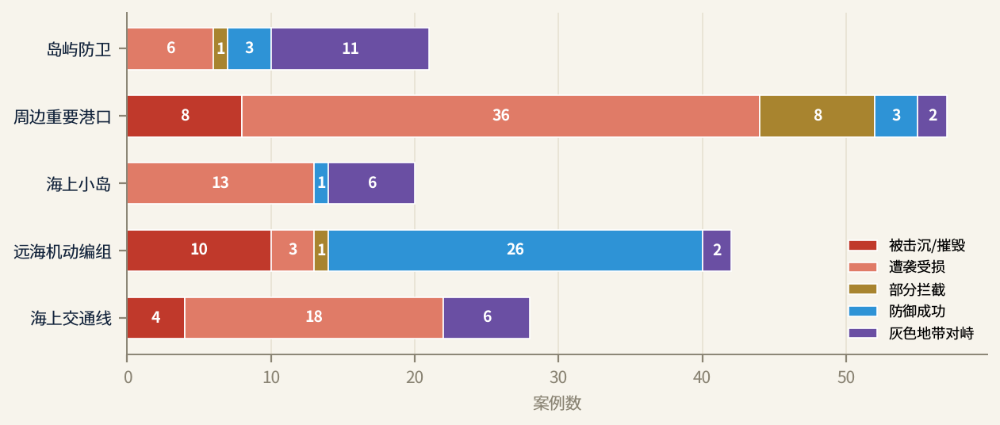 岛屿防卫
6 1 3 11
周边重要港口
8 36 8 3 2
海上小岛
13 1 6
远海机动编组
10 3 1 26 2
海上交通线
4 18 6
被击沉/摧毁
遭袭受损
部分拦截
防御成功
灰色地带对峙
0 10 20 30 40 50
案例数